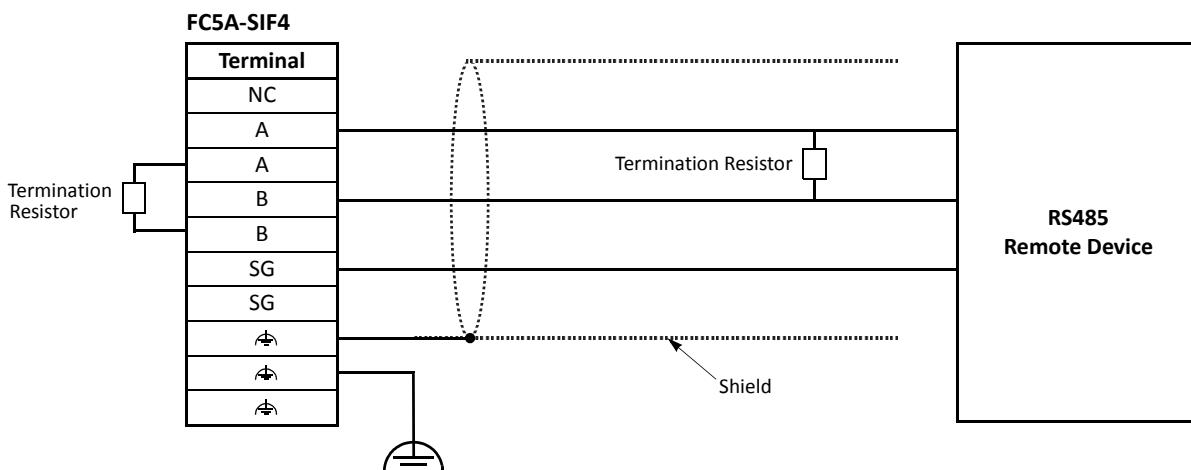 FC5A-SIF4
Terminal
NC
A
A
B
B
SG
SG
Termination
Resistor
Termination Resistor
Shield
RS485
Remote Device